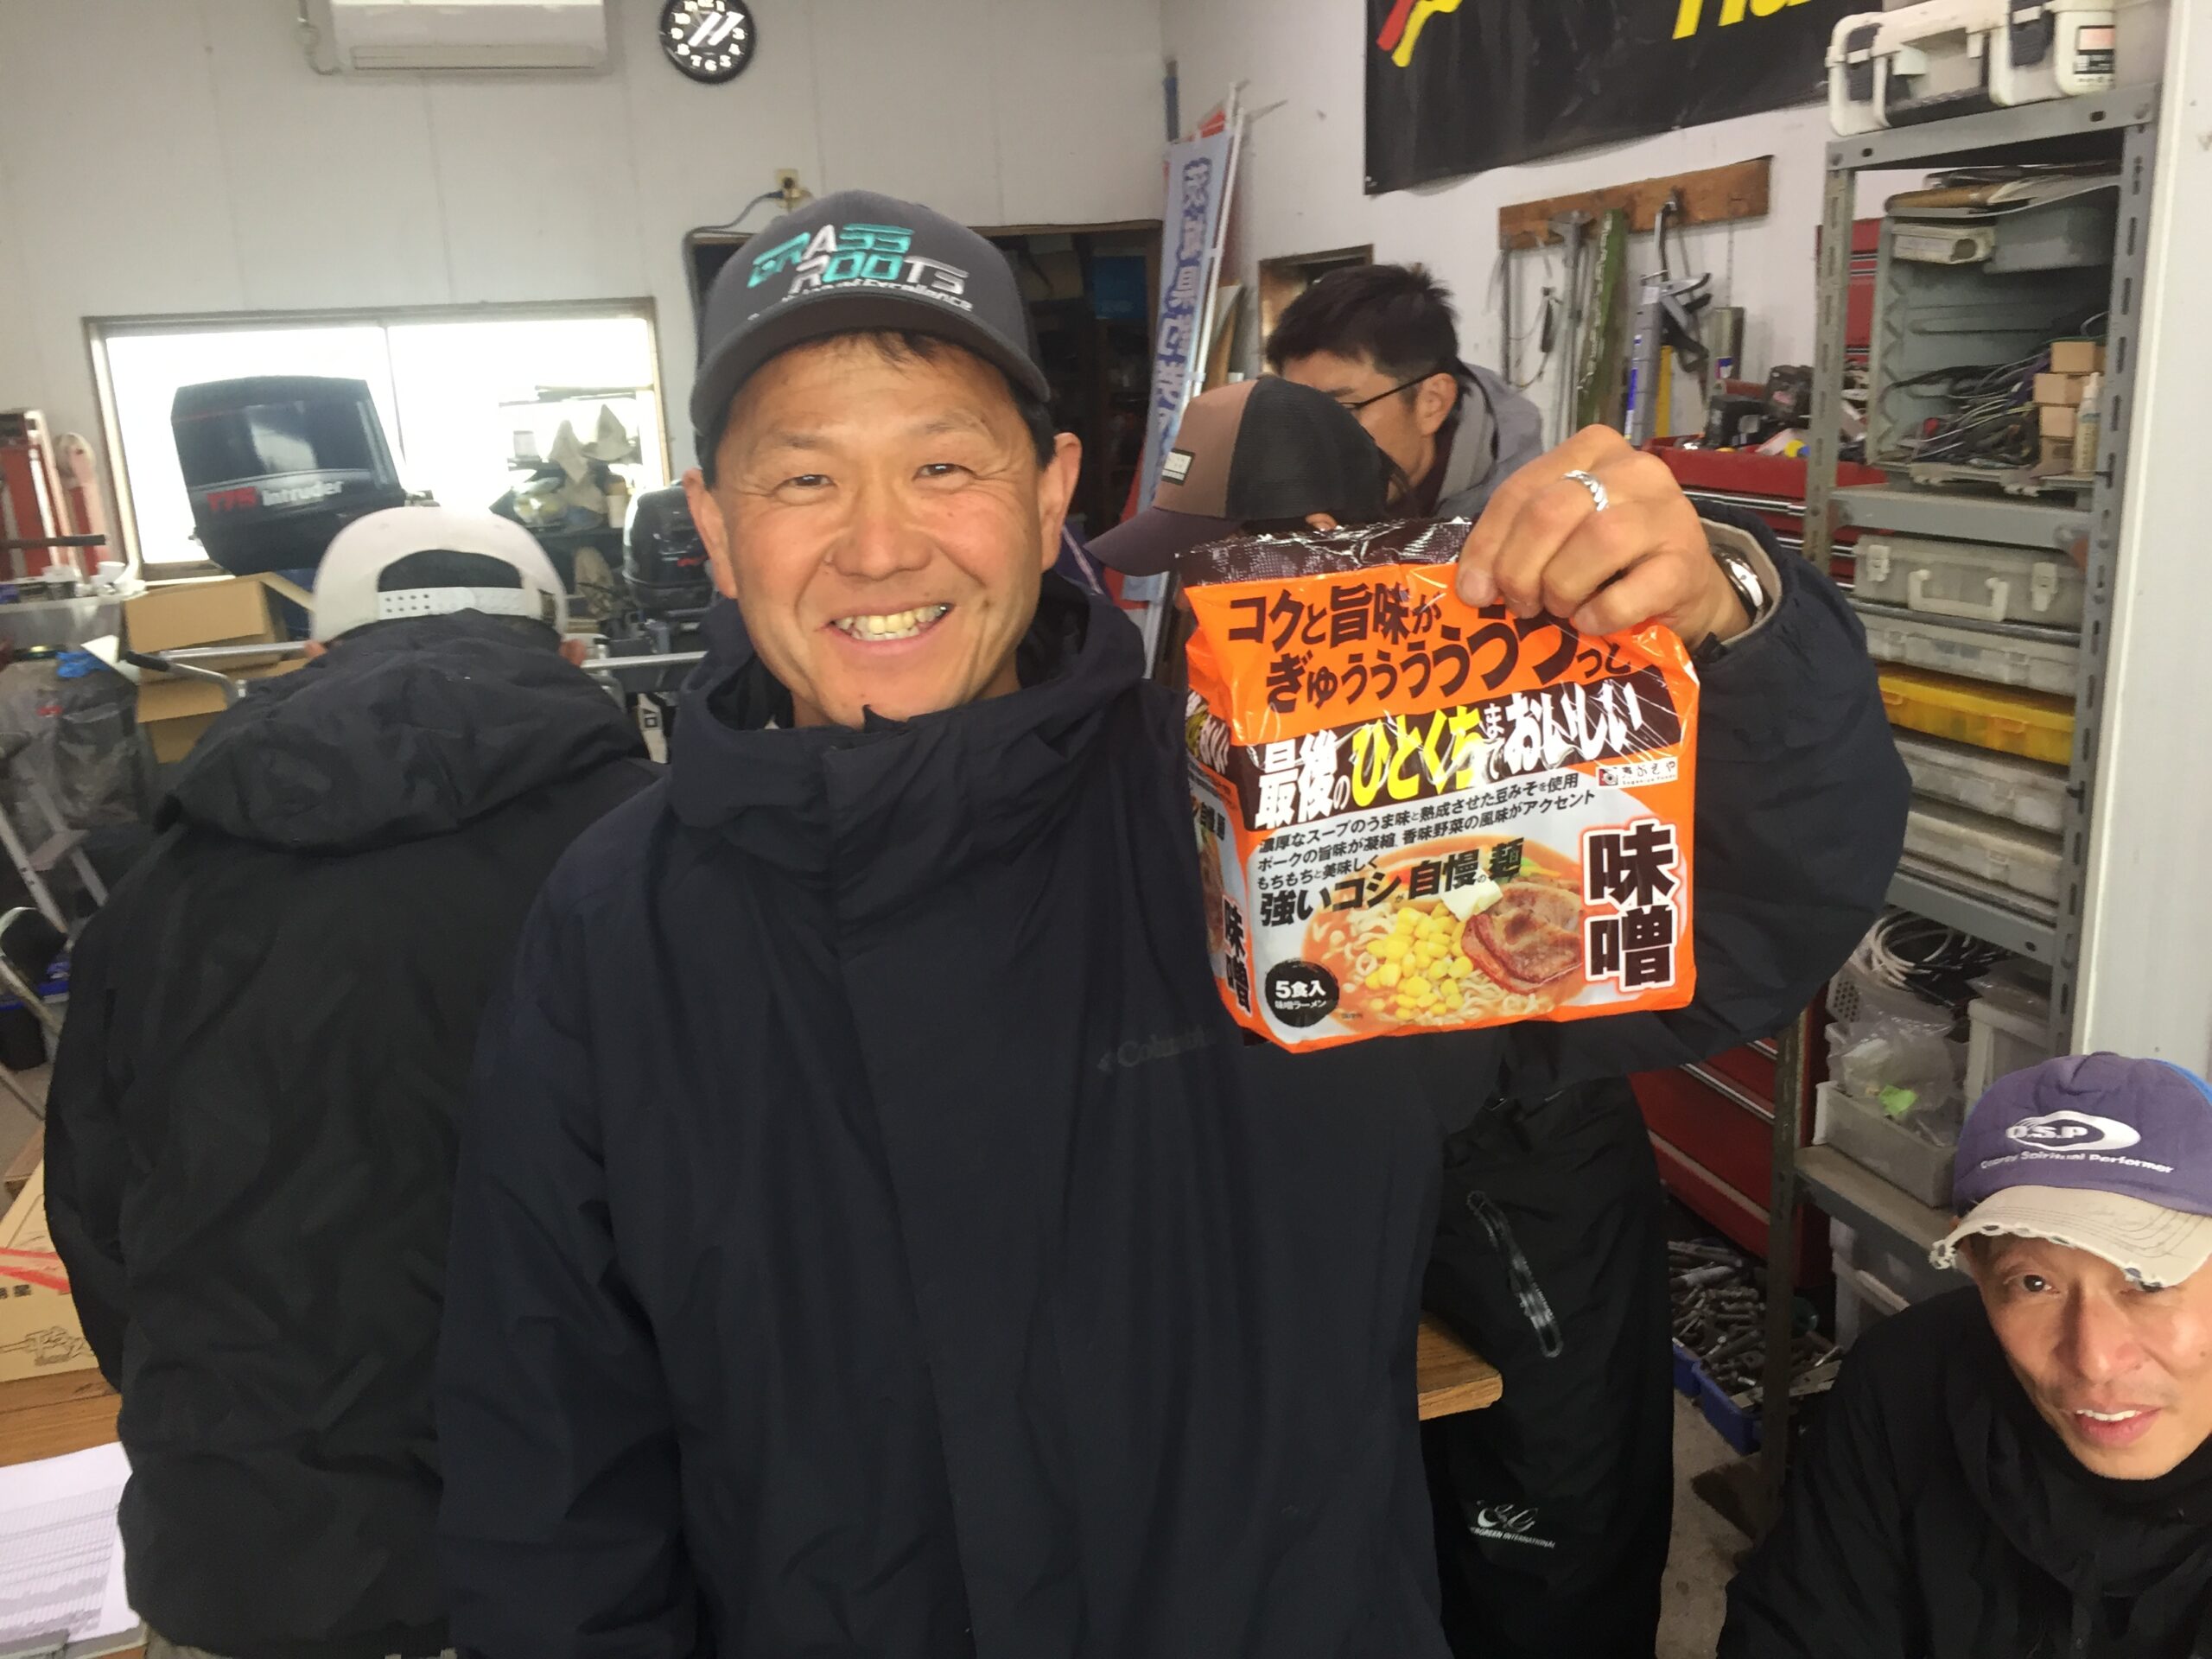 GRASS
ROOTS
T75 Intruder
コクと旨味が
ぎゅうううううっと
最後のひとくちまでおいしい
濃厚なスープのうま味と熟成させた豆みそを使用
ポークの旨味が凝縮、香味野菜の風味がアクセント
もちもちと美味しく
強いコシが自慢の麺
味噌
5食入
味噌ラーメン
味噌
Columbia
O.S.P
Osprey Spiritual Performer
EVERGREEN INTERNATIONAL